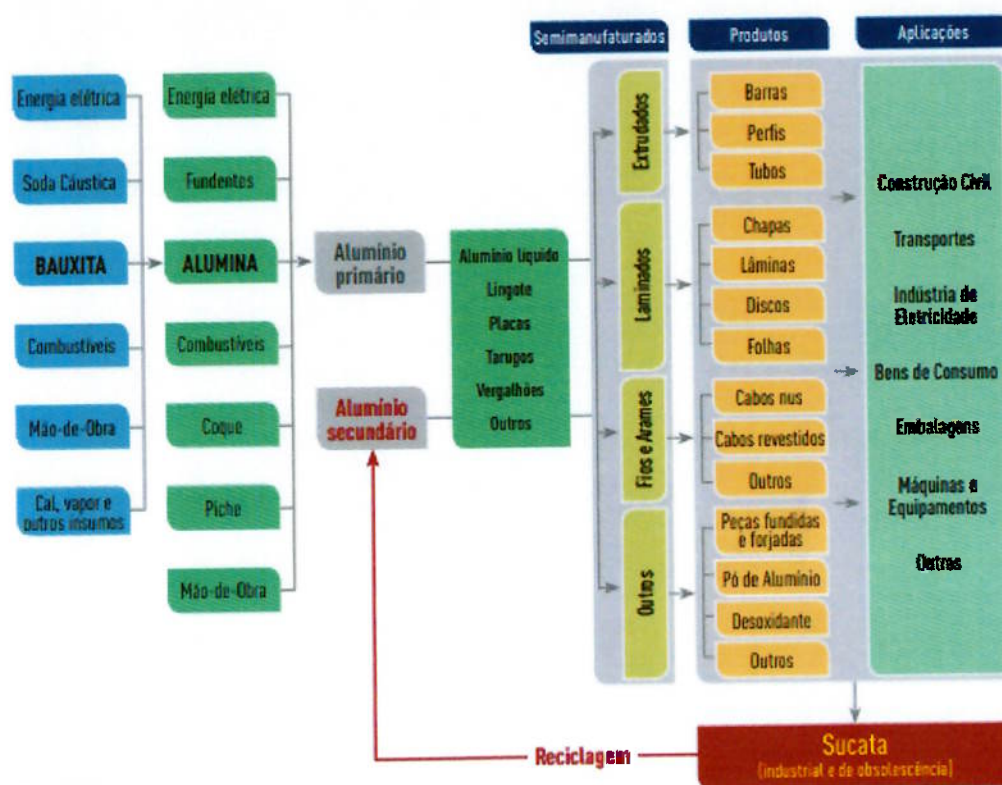 Semimanufaturados
Produtos
Aplicações
Energia elétrica
Soda Cáustica
BAUXITA
Combustíveis
Mão-de-Obra
Cal, vapor e
outros insumos
Energia elétrica
Fundentes
ALUMINA
Combustíveis
Coque
Piche
Mão-de-Obra
Alumínio
primário
Alumínio
secundário
Alumínio líquido
Lingote
Placas
Tarugos
Vergalhões
Outros
Extrudados
Laminados
Fios e Arames
Outros
Barras
Perfis
Tubos
Chapas
Lâminas
Discos
Folhas
Cabos nus
Cabos revestidos
Outros
Peças fundidas
e forjadas
Pó de Alumínio
Desoxidante
Outros
Construção Civil
Transportes
Indústria de
Eletricidade
Bens de Consumo
Embalagens
Máquinas e
Equipamentos
Outros
Reciclagem
Sucata
(industrial e de obsolescência)